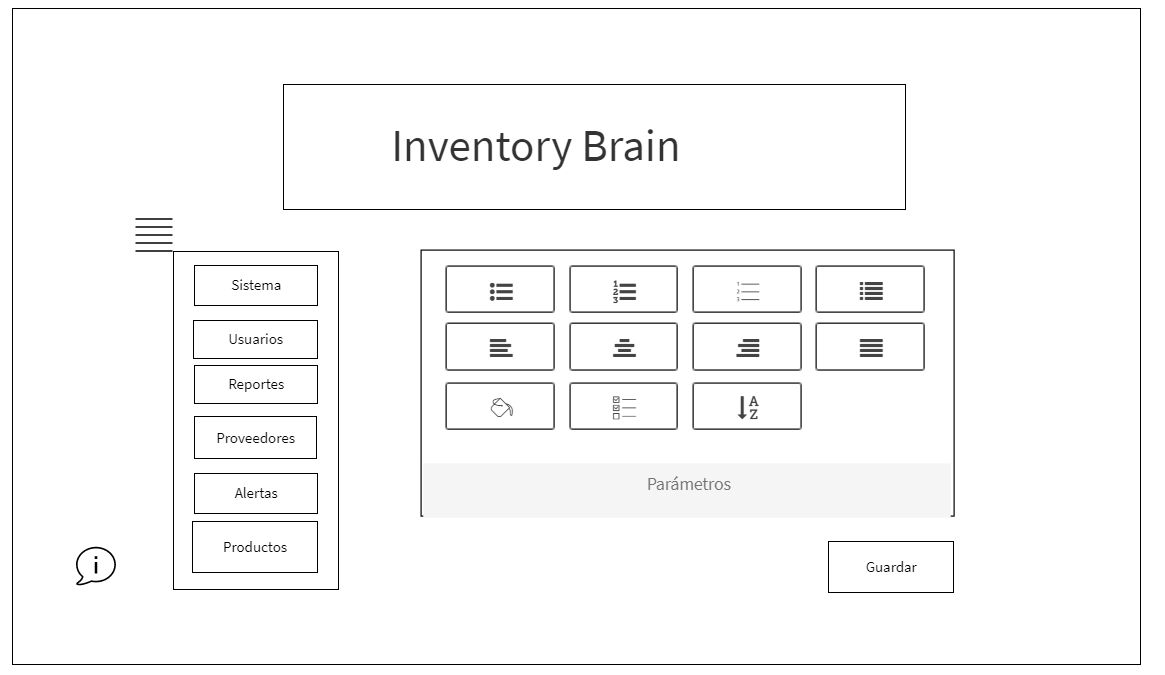 Inventory Brain
Sistema
Usuarios
Reportes
Proveedores
Alertas
Productos
Parámetros
Guardar